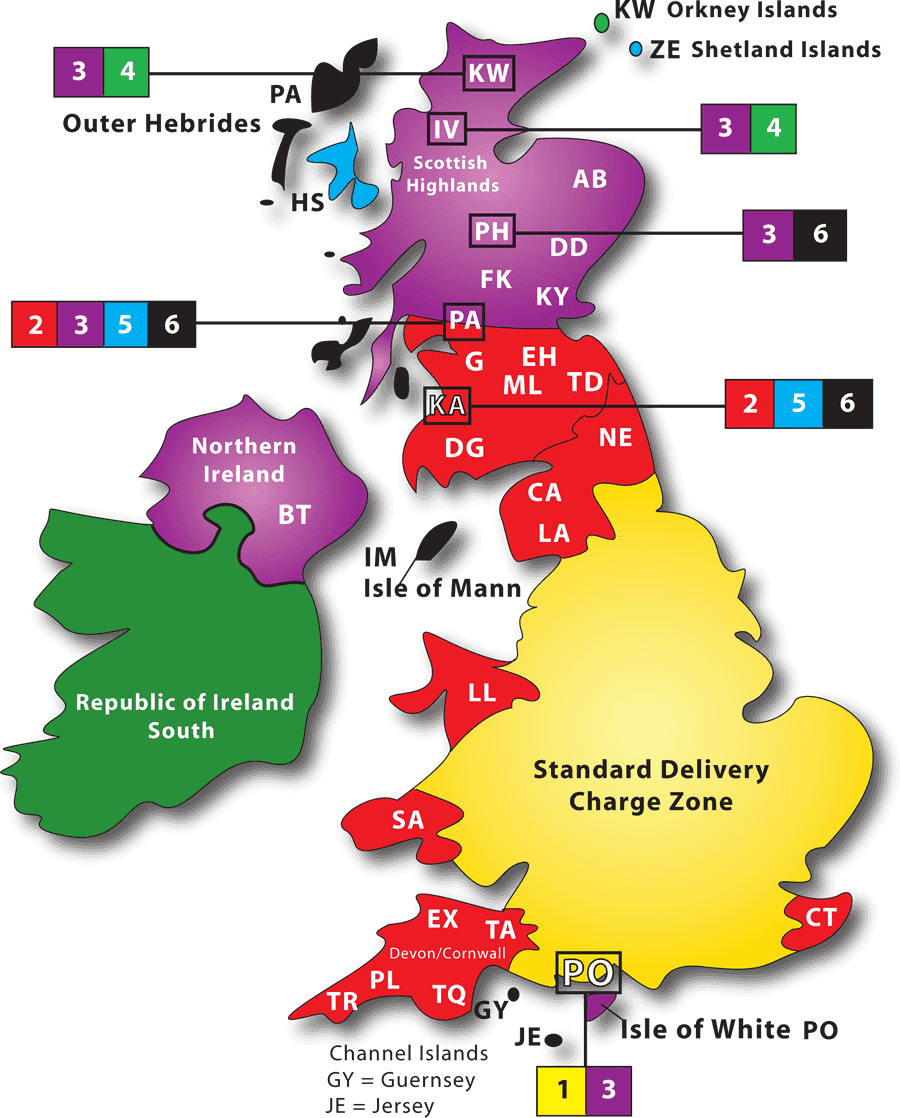 KW Orkney Islands
ZE Shetland Islands
3 4
KW
PA
Outer Hebrides
IV
3 4
Scottish
Highlands
AB
HS
PH
3 6
DD
FK
KY
2 3 5 6
PA
G
EH
ML
TD
KA
2 5 6
DG
NE
Northern
Ireland
BT
CA
LA
IM
Isle of Mann
LL
Republic of Ireland
South
Standard Delivery
Charge Zone
SA
EX
TA
CT
Devon/Cornwall
PL
TR
TQ
PO
GY
JE
Isle of White PO
Channel Islands
GY = Guernsey
JE = Jersey
1 3